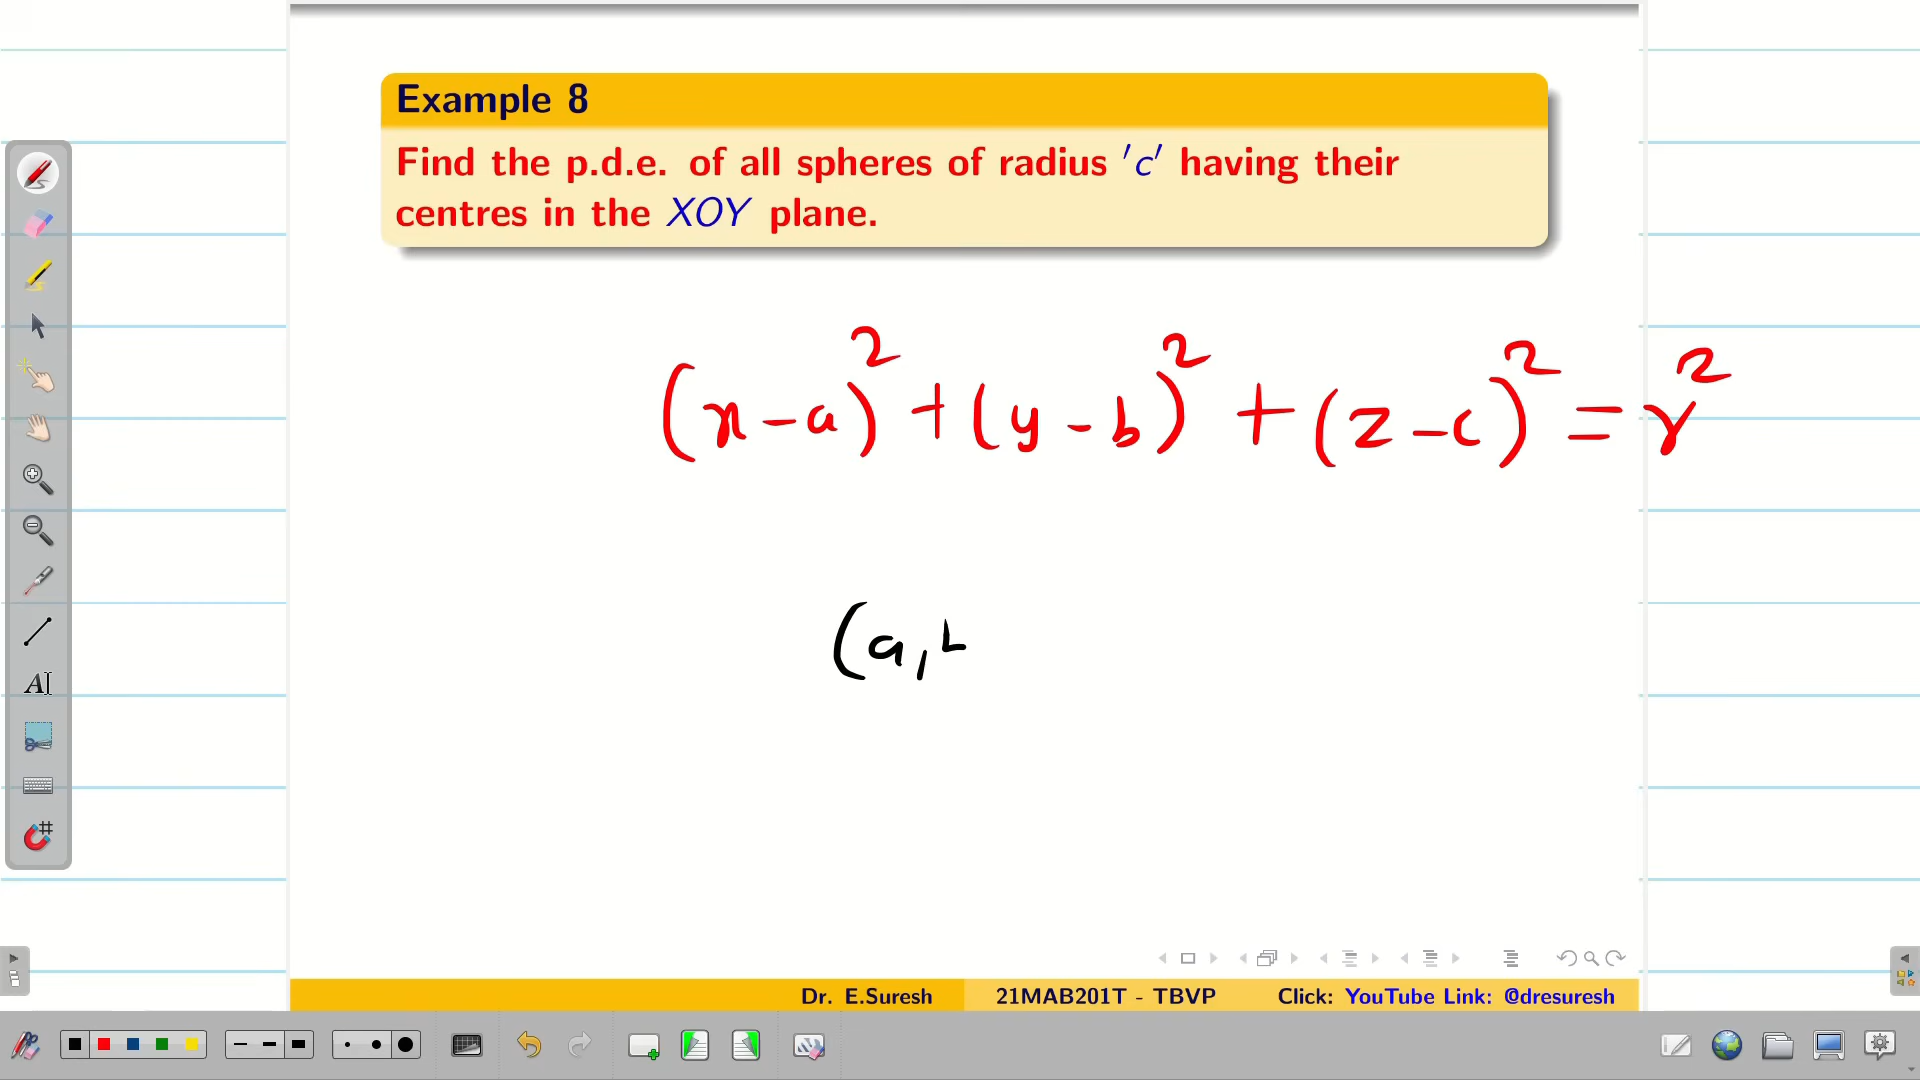 Example 8
Find the p.d.e. of all spheres of radius 'c' having their
centres in the XOY plane.
(x-a)² + (y-b)² + (z-c)² = r²
(a,
Dr. E.Suresh 21MAB201T - TBVP Click: YouTube Link: @dresuresh